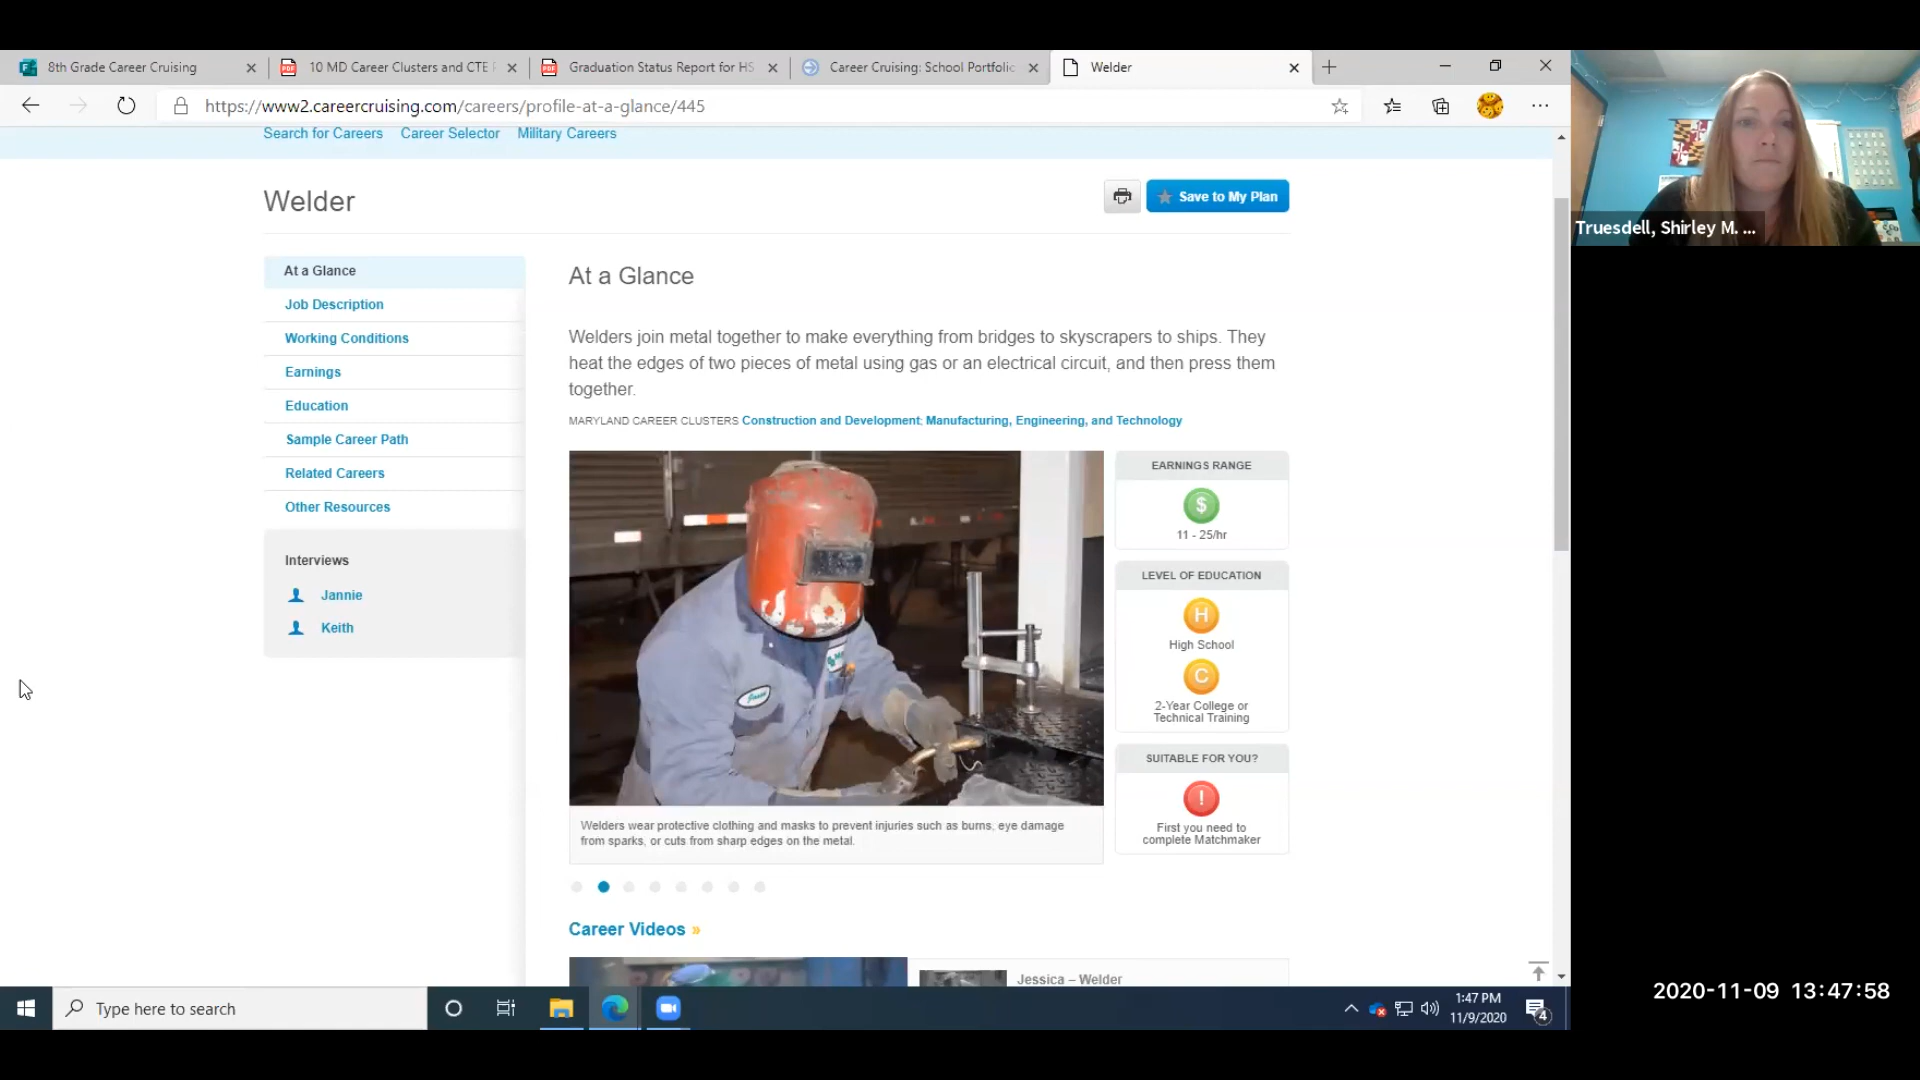 8th Grade Career Cruising
10 MD Career Clusters and CTE
Graduation Status Report for HS
Career Cruising: School Portfolio
Welder
https://www2.careercruising.com/careers/profile-at-a-glance/445
Search for Careers Career Selector Military Careers
Welder
Save to My Plan
Truesdell, Shirley M. ...
At a Glance
Job Description
Working Conditions
Earnings
Education
Sample Career Path
Related Careers
Other Resources
Interviews
Jannie
Keith
At a Glance
Welders join metal together to make everything from bridges to skyscrapers to ships. They
heat the edges of two pieces of metal using gas or an electrical circuit, and then press them
together.
MARYLAND CAREER CLUSTERS Construction and Development; Manufacturing, Engineering, and Technology
EARNINGS RANGE
$
11 - 25/hr
LEVEL OF EDUCATION
H
High School
C
2-Year College or
Technical Training
SUITABLE FOR YOU?
!
First you need to
complete Matchmaker
Welders wear protective clothing and masks to prevent injuries such as burns, eye damage
from sparks, or cuts from sharp edges on the metal.
Career Videos »
Jessica – Welder
Type here to search
1:47 PM
11/9/2020
4
2020-11-09 13:47:58